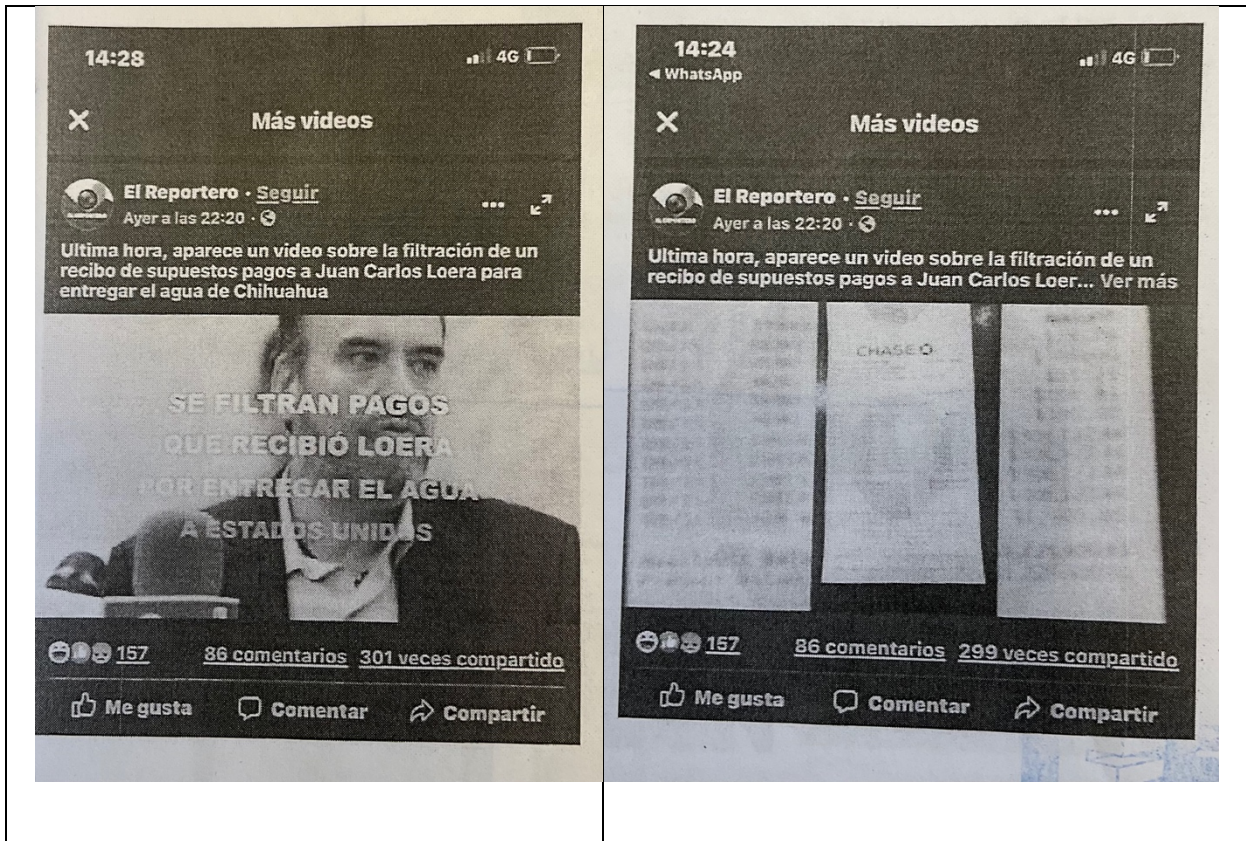 14:28
4G
Más videos
El Reportero · Seguir
Ayer a las 22:20 ·
Ultima hora, aparece un video sobre la filtración de un
recibo de supuestos pagos a Juan Carlos Loera para
entregar el agua de Chihuahua
SE FILTRAN PAGOS
QUE RECIBIÓ LOERA
POR ENTREGAR EL AGUA
A ESTADOS UNIDOS
157
86 comentarios 301 veces compartido
Me gusta
Comentar
Compartir
14:24
4G
WhatsApp
Más videos
El Reportero · Seguir
Ayer a las 22:20 ·
Ultima hora, aparece un video sobre la filtración de un
recibo de supuestos pagos a Juan Carlos Loer... Ver más
CHASE
157
86 comentarios 299 veces compartido
Me gusta
Comentar
Compartir